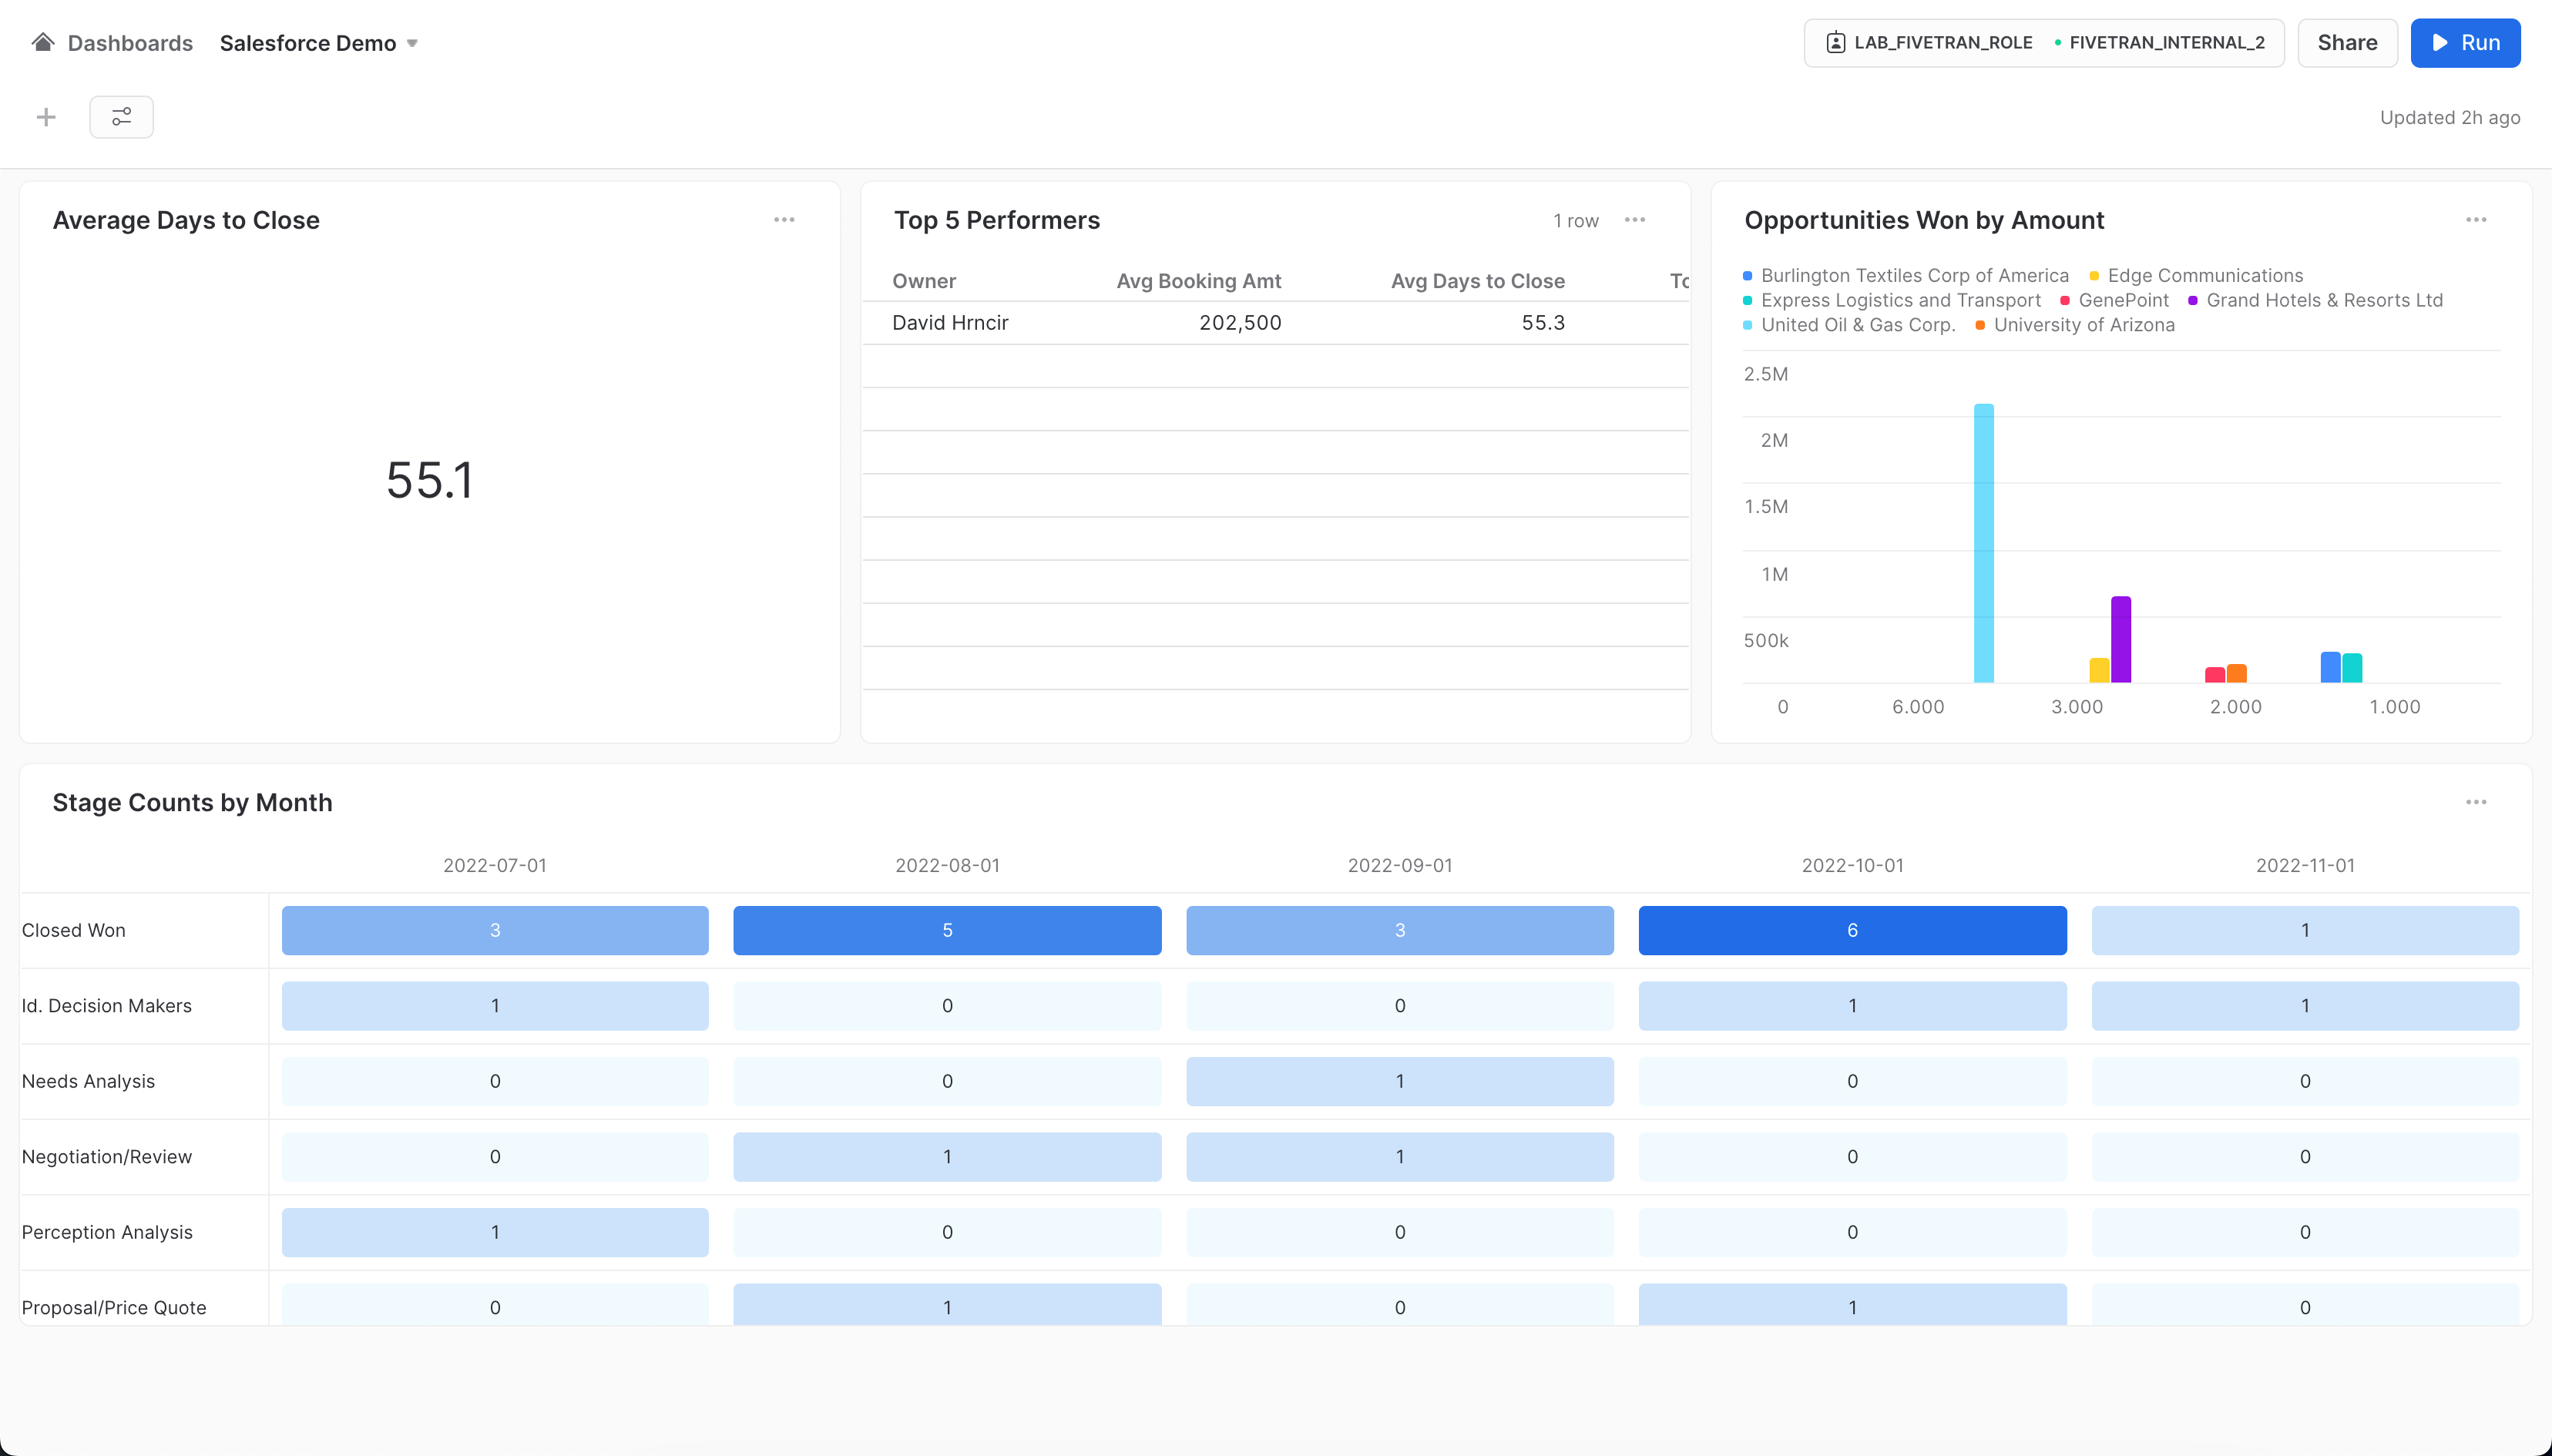 Dashboards Salesforce Demo
LAB_FIVETRAN_ROLE FIVETRAN_INTERNAL_2 Share Run
Updated 2h ago
Average Days to Close
55.1
Top 5 Performers 1 row
Owner Avg Booking Amt Avg Days to Close
David Hrncir 202,500 55.3
Opportunities Won by Amount
Burlington Textiles Corp of America Edge Communications
Express Logistics and Transport GenePoint Grand Hotels & Resorts Ltd
United Oil & Gas Corp. University of Arizona
2.5M
2M
1.5M
1M
500k
0 6.000 3.000 2.000 1.000
Stage Counts by Month
2022-07-01 2022-08-01 2022-09-01 2022-10-01 2022-11-01
Closed Won 3 5 3 6 1
Id. Decision Makers 1 0 0 1 1
Needs Analysis 0 0 1 0 0
Negotiation/Review 0 1 1 0 0
Perception Analysis 1 0 0 0 0
Proposal/Price Quote 0 1 0 1 0